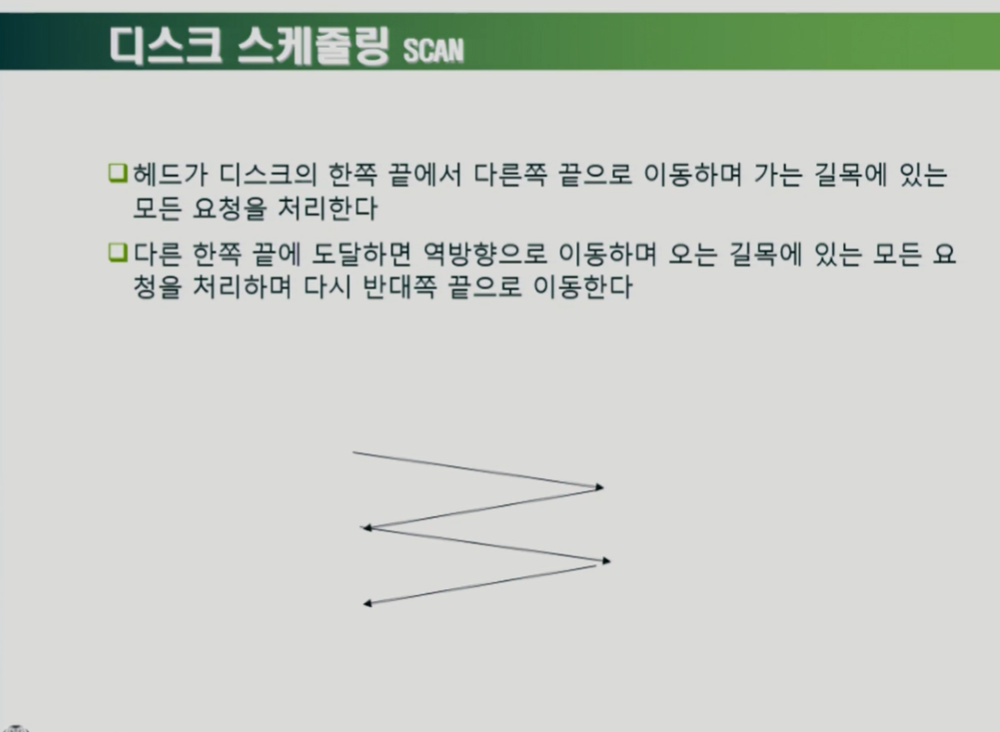 디스크 스케줄링 SCAN
❑헤드가 디스크의 한쪽 끝에서 다른쪽 끝으로 이동하며 가는 길목에 있는
모든 요청을 처리한다
❑다른 한쪽 끝에 도달하면 역방향으로 이동하며 오는 길목에 있는 모든 요
청을 처리하며 다시 반대쪽 끝으로 이동한다